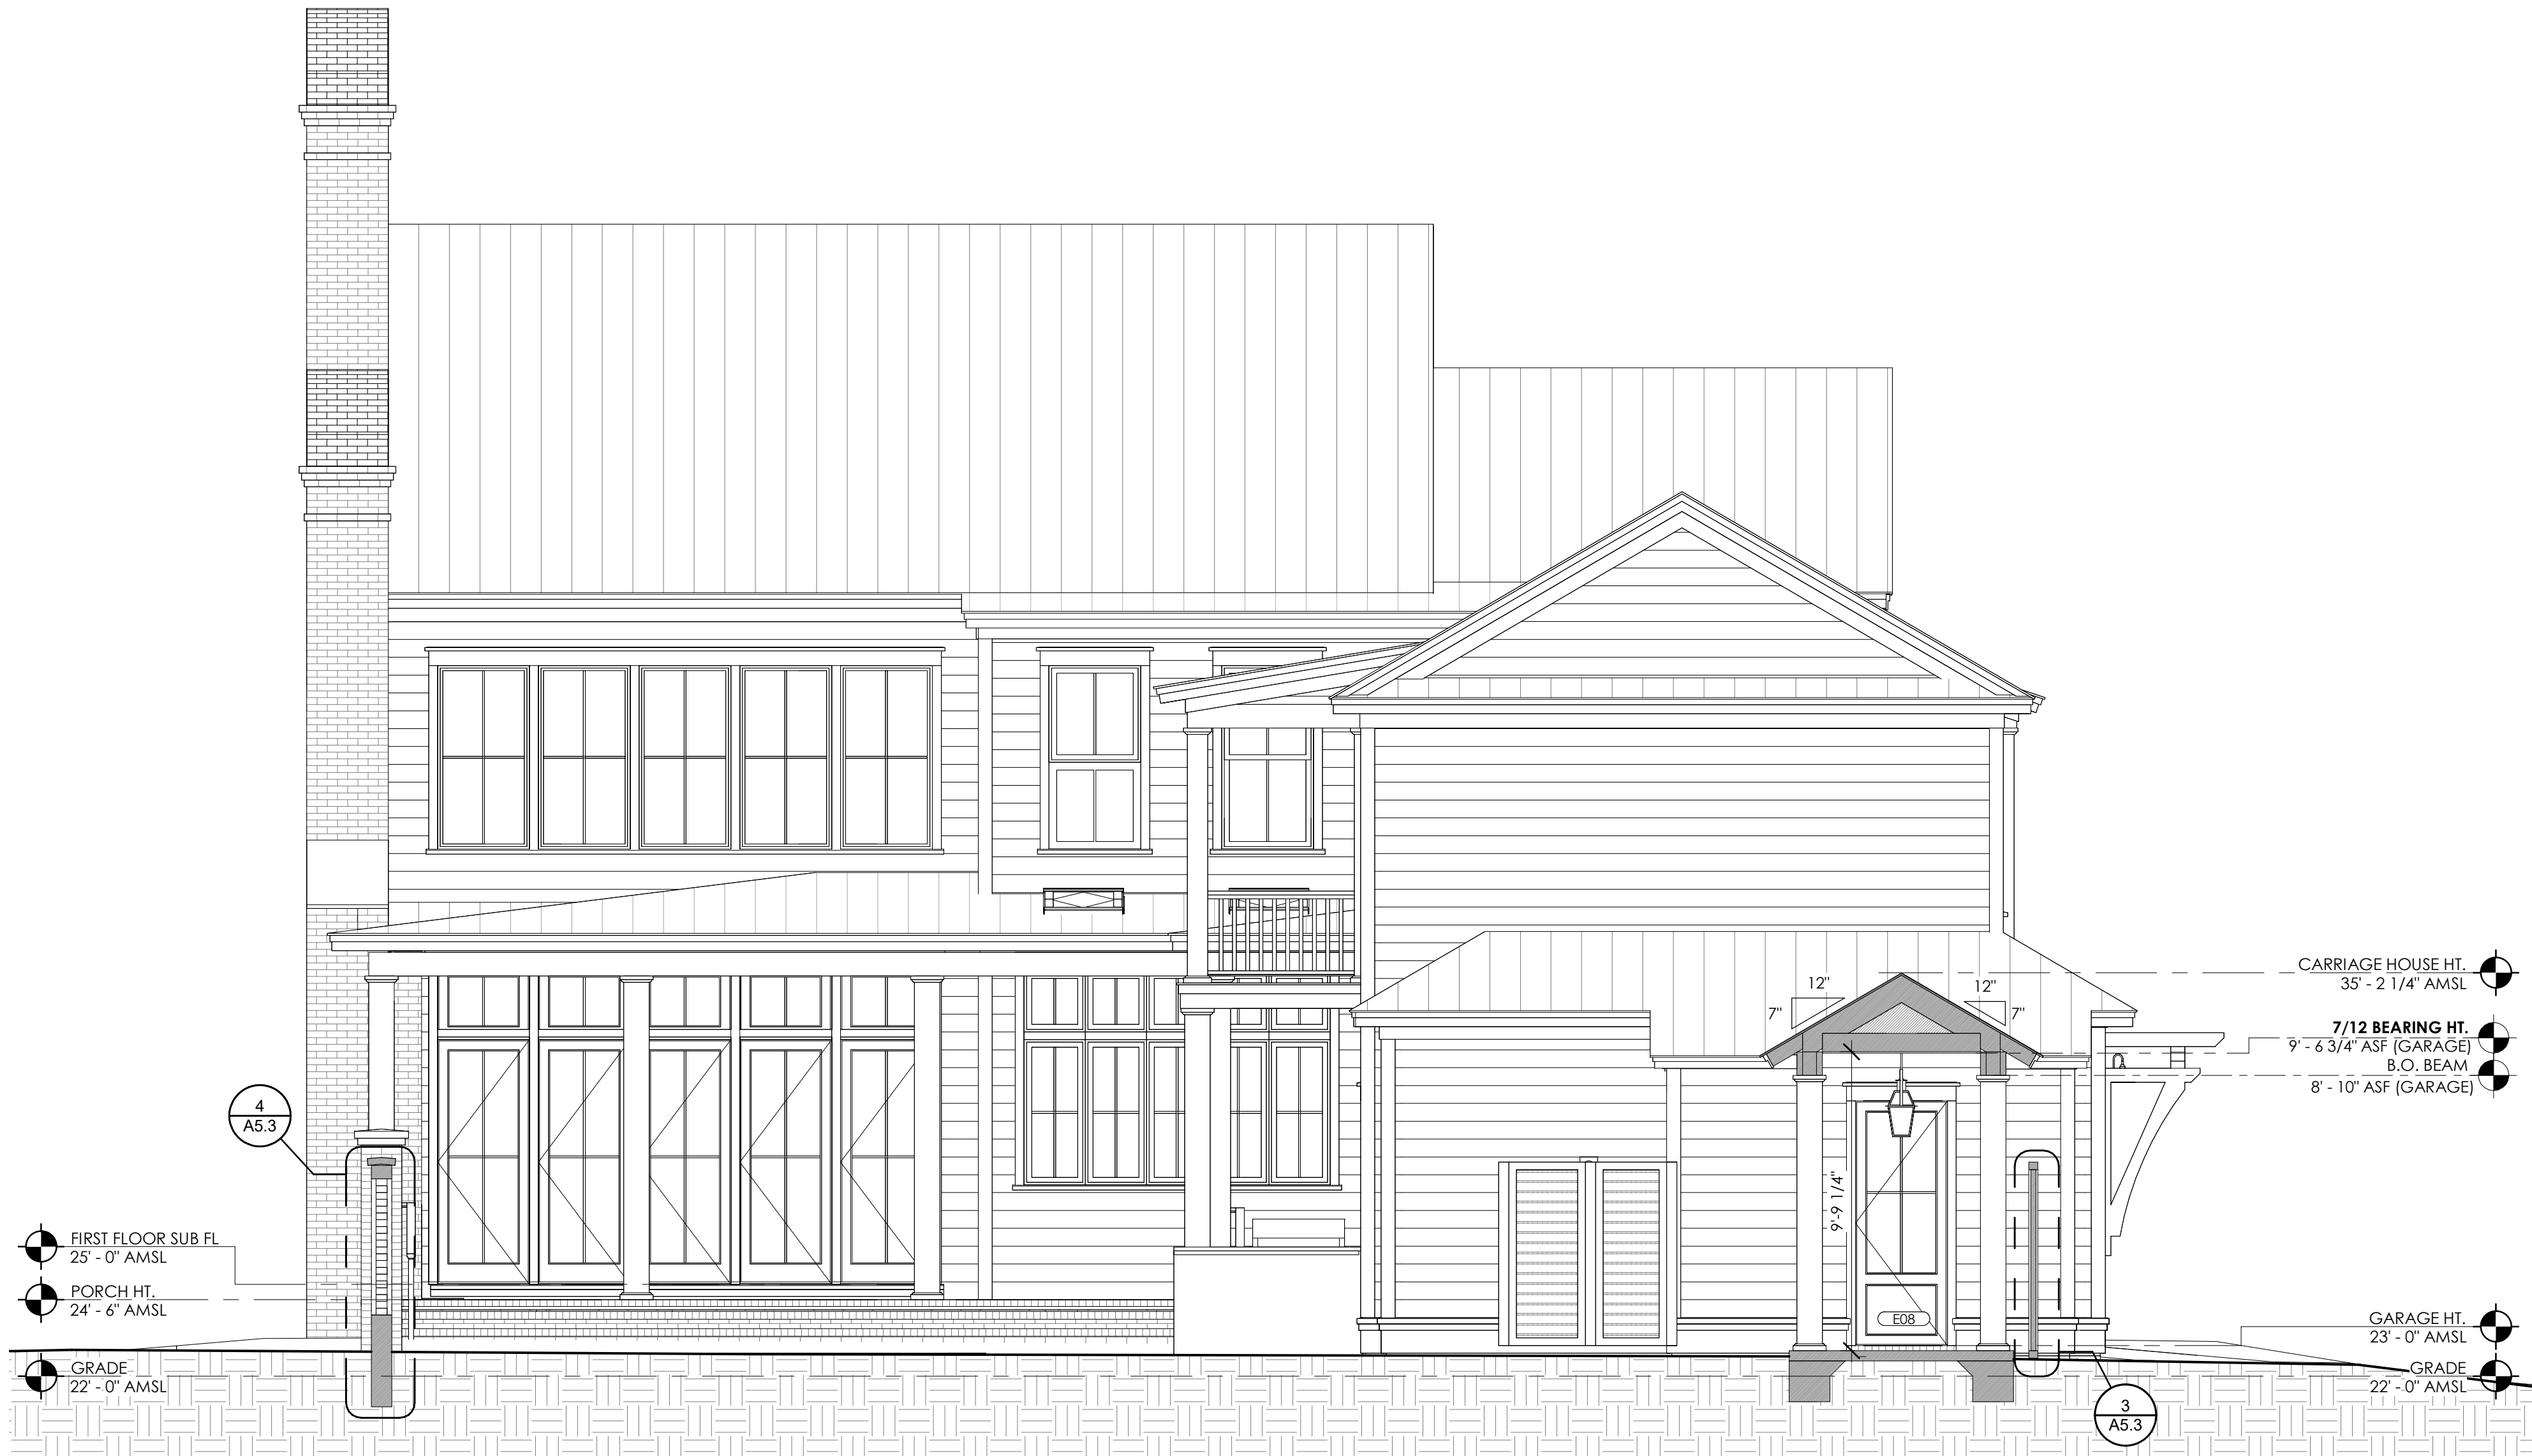 CARRIAGE HOUSE HT.
35' - 2 1/4" AMSL
12"
7"
12"
7"
7/12 BEARING HT.
9' - 6 3/4" ASF (GARAGE)
B.O. BEAM
8' - 10" ASF (GARAGE)
4
A5.3
9'-9 1/4"
FIRST FLOOR SUB FL
25' - 0" AMSL
PORCH HT.
24' - 6" AMSL
E08
GARAGE HT.
23' - 0" AMSL
GRADE
22' - 0" AMSL
GRADE
22' - 0" AMSL
3
A5.3